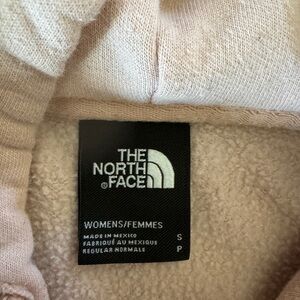 THE
NORTH
®FACE
WOMENS/FEMMES
MADE IN MEXICO
FABRIQUÉ AU MEXIQUE
REGULAR NORMALE
S
P